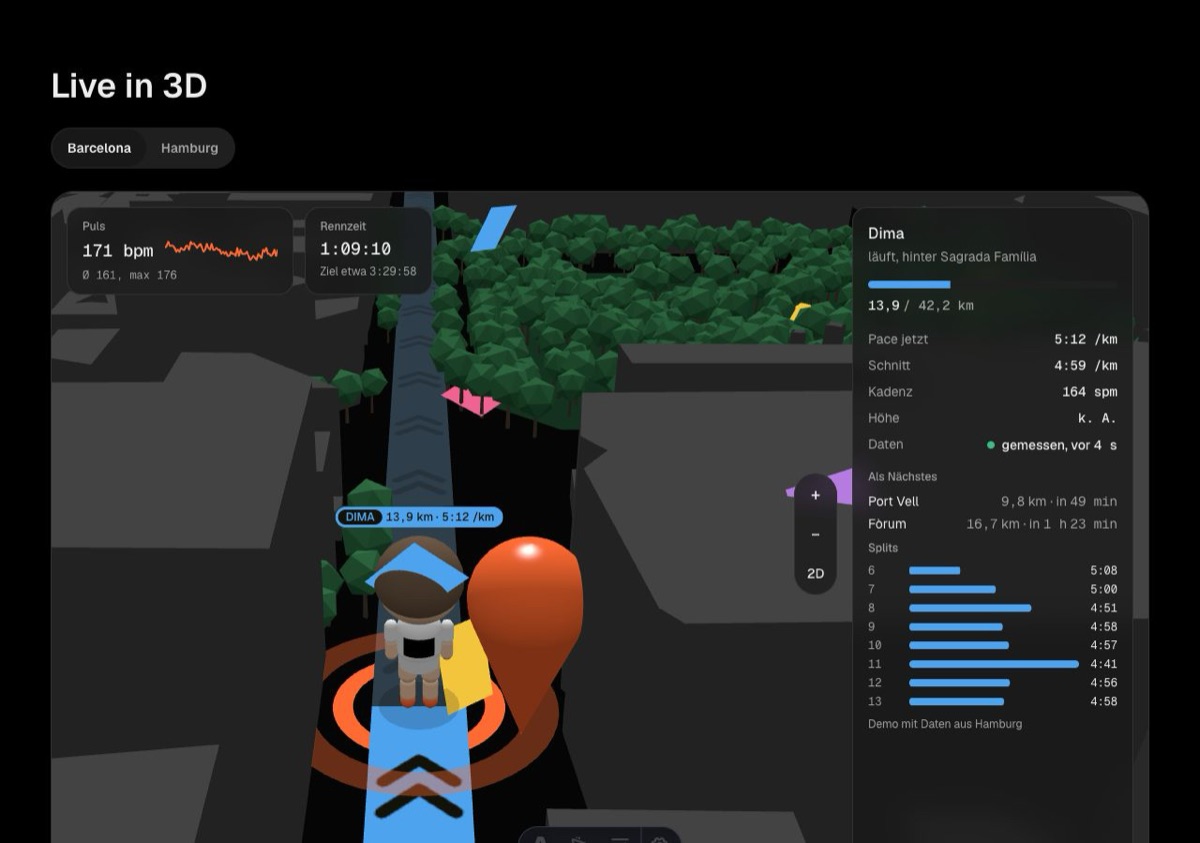 Live in 3D
Barcelona Hamburg
Puls
171 bpm
Ø 161, max 176
Rennzeit
1:09:10
Ziel etwa 3:29:58
DIMA 13,9 km · 5:12 /km
+
−
2D
Dima
läuft, hinter Sagrada Família
13,9 / 42,2 km
Pace jetzt 5:12 /km
Schnitt 4:59 /km
Kadenz 164 spm
Höhe k. A.
Daten gemessen, vor 4 s
Als Nächstes
Port Vell 9,8 km · in 49 min
Fòrum 16,7 km · in 1 h 23 min
Splits
6 5:08
7 5:00
8 4:51
9 4:58
10 4:57
11 4:41
12 4:56
13 4:58
Demo mit Daten aus Hamburg